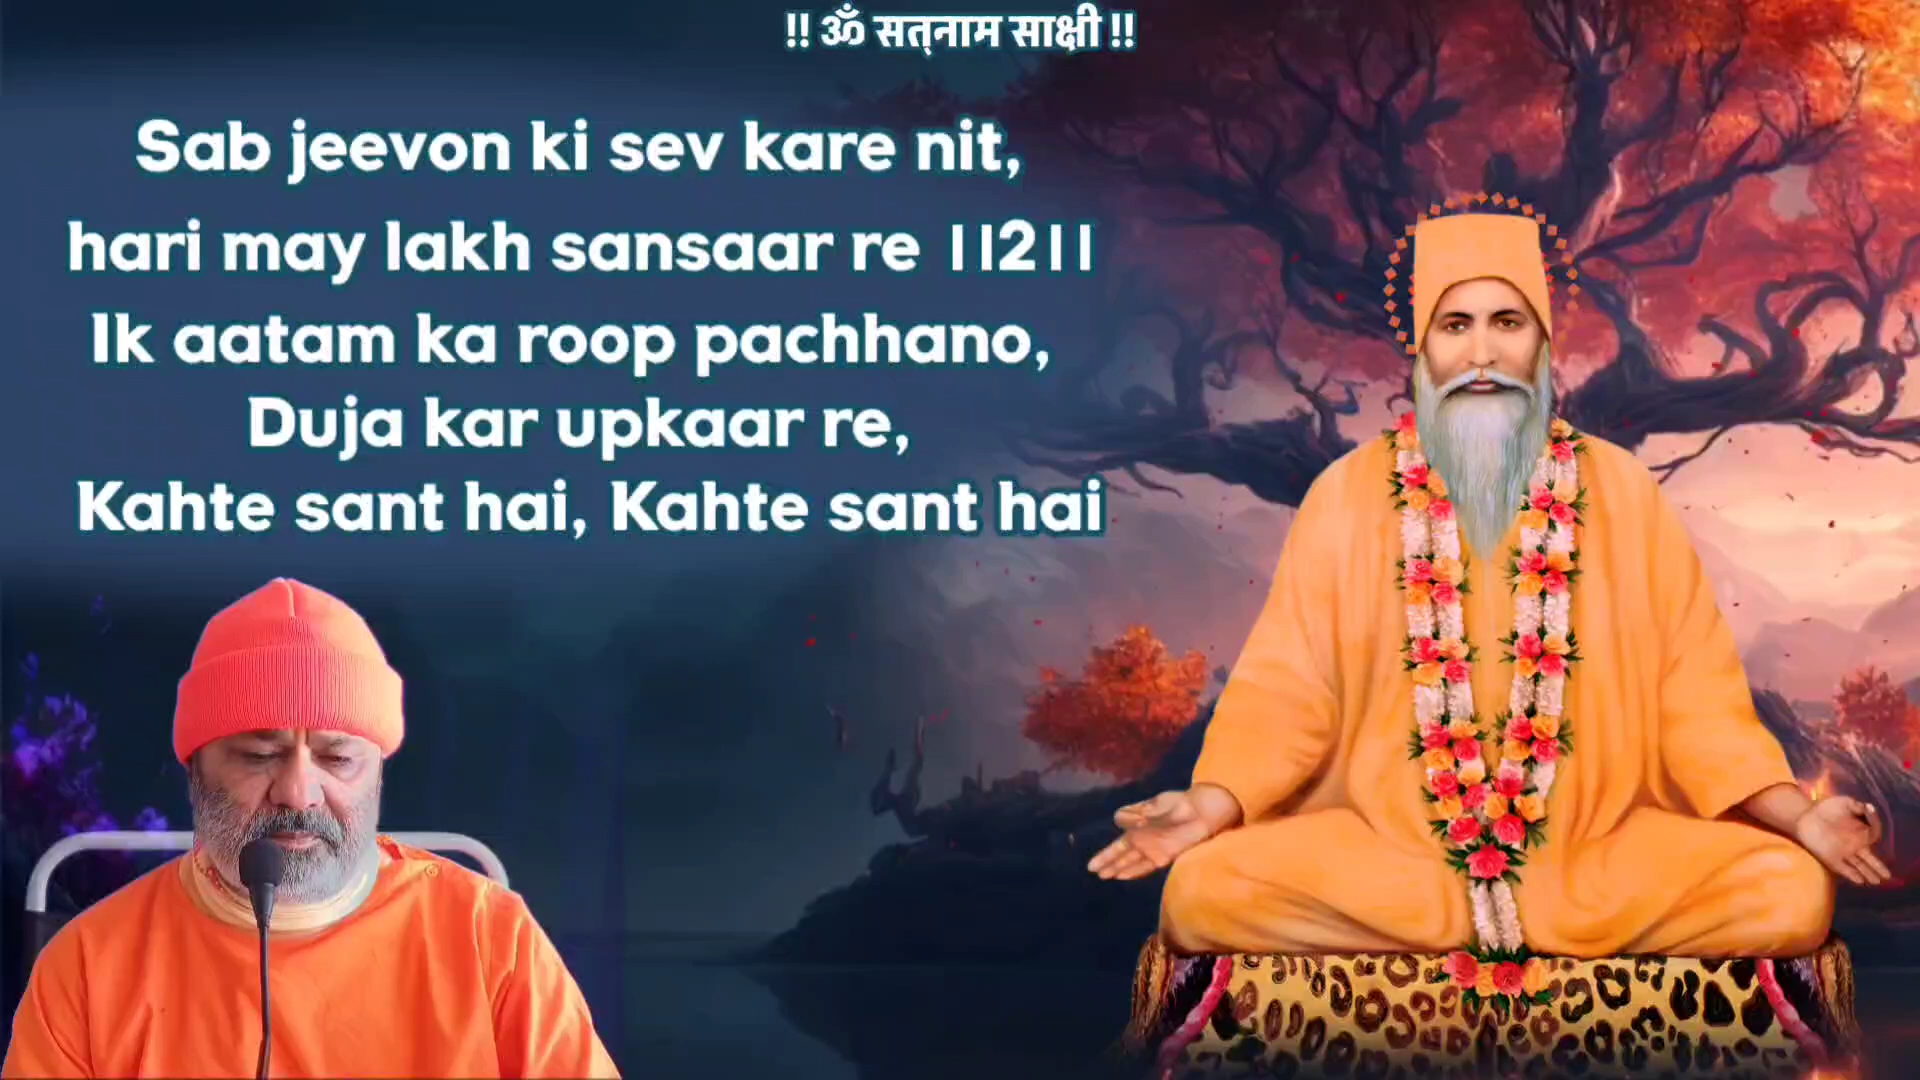 !! ॐ सत्‌नाम साक्षी !!
Sab jeevon ki sev kare nit,
hari may lakh sansaar re ।।2।।
Ik aatam ka roop pachhano,
Duja kar upkaar re,
Kahte sant hai, Kahte sant hai